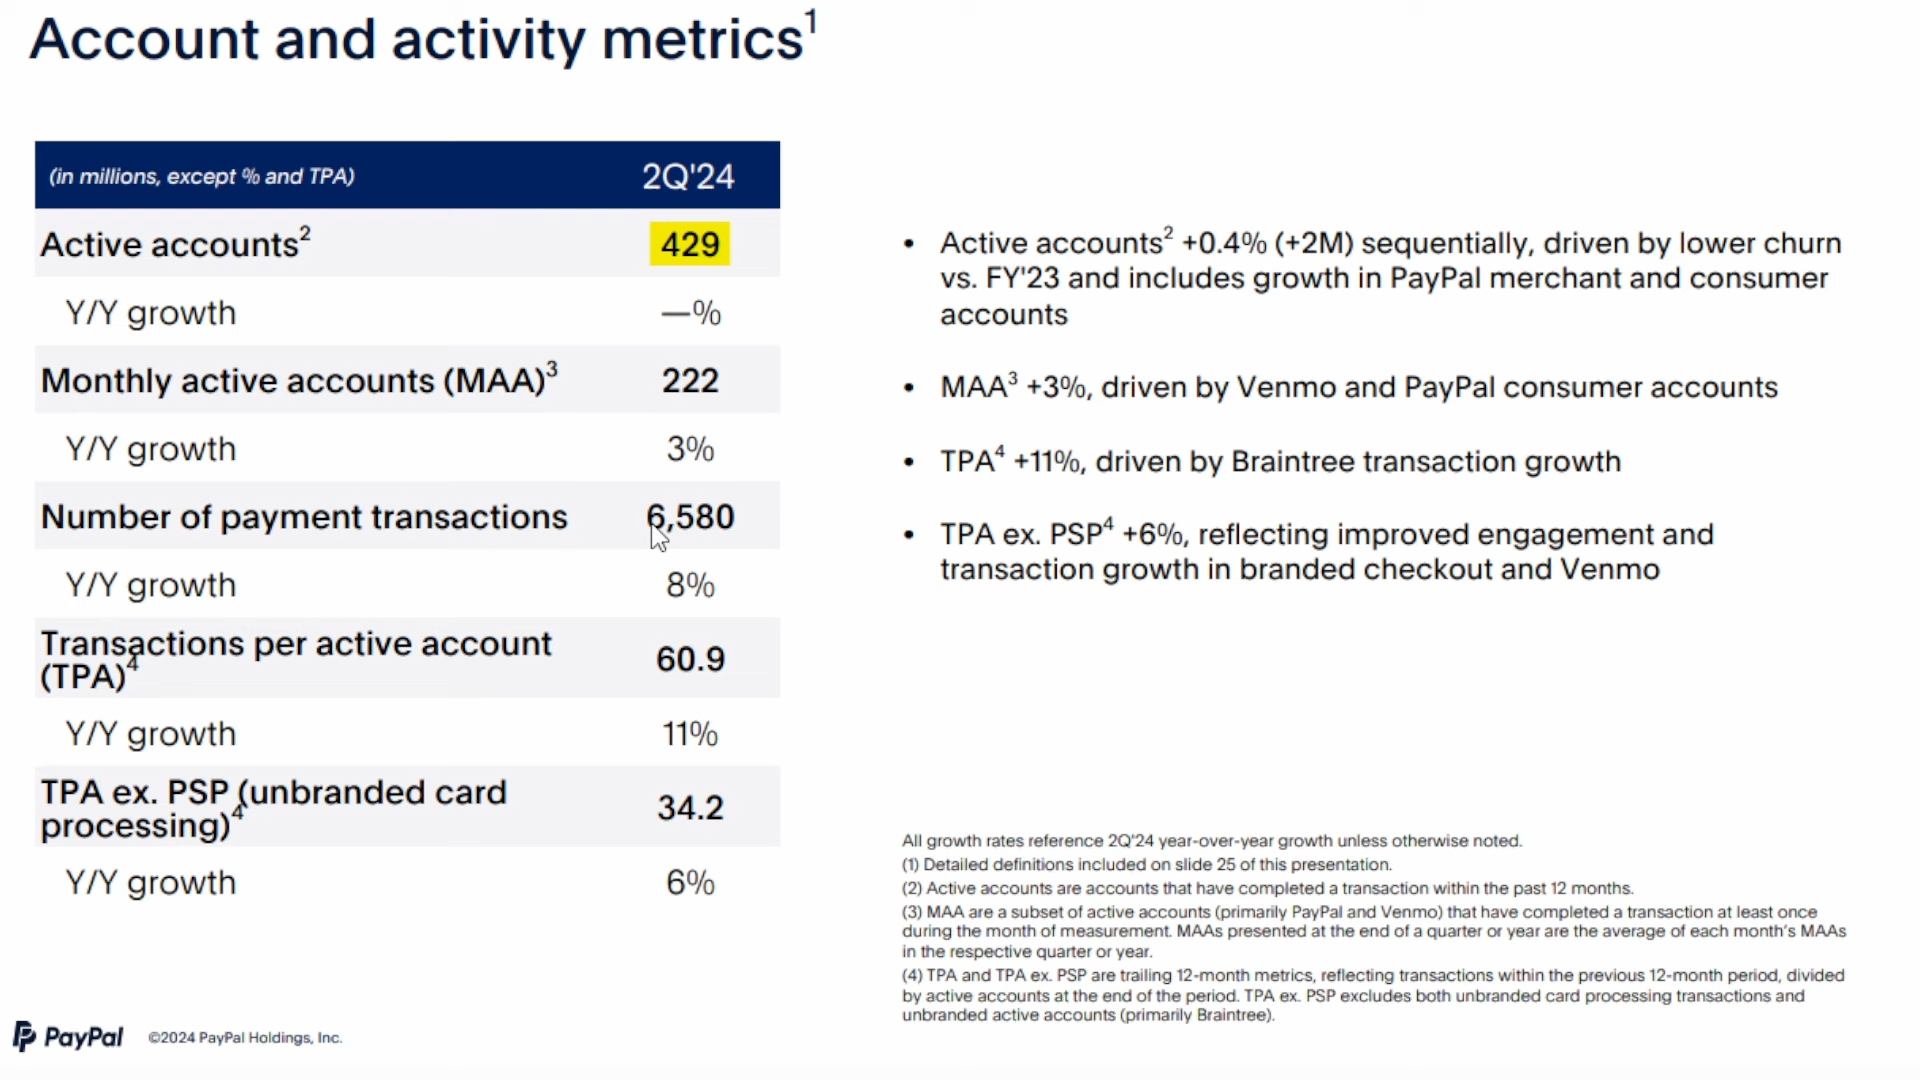 Account and activity metrics1
(in millions, except % and TPA) 2Q'24
Active accounts2 429
Y/Y growth —%
Monthly active accounts (MAA)3 222
Y/Y growth 3%
Number of payment transactions 6,580
Y/Y growth 8%
Transactions per active account
(TPA)4 60.9
Y/Y growth 11%
TPA ex. PSP (unbranded card
processing)4 34.2
Y/Y growth 6%
• Active accounts2 +0.4% (+2M) sequentially, driven by lower churn
vs. FY'23 and includes growth in PayPal merchant and consumer
accounts
• MAA3 +3%, driven by Venmo and PayPal consumer accounts
• TPA4 +11%, driven by Braintree transaction growth
• TPA ex. PSP4 +6%, reflecting improved engagement and
transaction growth in branded checkout and Venmo
All growth rates reference 2Q'24 year-over-year growth unless otherwise noted.
(1) Detailed definitions included on slide 25 of this presentation.
(2) Active accounts are accounts that have completed a transaction within the past 12 months.
(3) MAA are a subset of active accounts (primarily PayPal and Venmo) that have completed a transaction at least once
during the month of measurement. MAAs presented at the end of a quarter or year are the average of each month's MAAs
in the respective quarter or year.
(4) TPA and TPA ex. PSP are trailing 12-month metrics, reflecting transactions within the previous 12-month period, divided
by active accounts at the end of the period. TPA ex. PSP excludes both unbranded card processing transactions and
unbranded active accounts (primarily Braintree).
PayPal ©2024 PayPal Holdings, Inc.